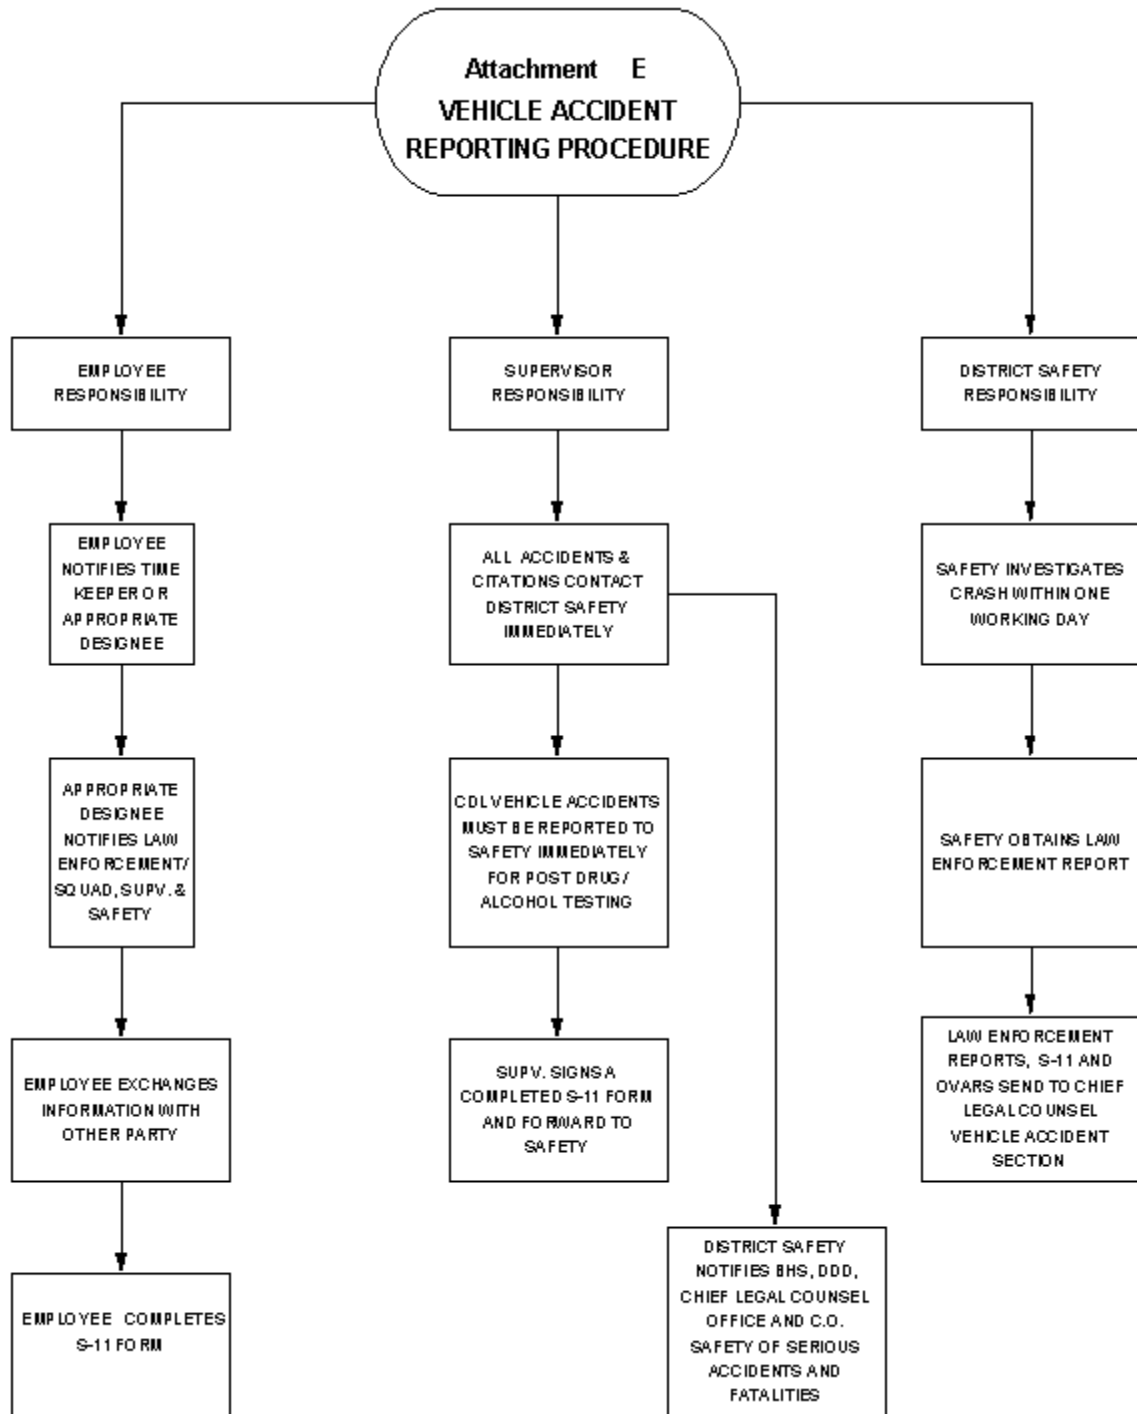 Attachment E
VEHICLE ACCIDENT
REPORTING PROCEDURE
EMPLOYEE
RESPONSIBILITY
SUPERVISOR
RESPONSIBILITY
DISTRICT SAFETY
RESPONSIBILITY
EMPLOYEE
NOTIFIES TIME
KEEPER OR
APPROPRIATE
DESIGNEE
ALL ACCIDENTS &
CITATIONS CONTACT
DISTRICT SAFETY
IMMEDIATELY
SAFETY INVESTIGATES
CRASH WITHIN ONE
WORKING DAY
APPROPRIATE
DESIGNEE
NOTIFIES LAW
ENFORCEMENT/
SQUAD, SUPV. &
SAFETY
CDL VEHICLE ACCIDENTS
MUST BE REPORTED TO
SAFETY IMMEDIATELY
FOR POST DRUG/
ALCOHOL TESTING
SAFETY OBTAINS LAW
ENFORCEMENT REPORT
EMPLOYEE EXCHANGES
INFORMATION WITH
OTHER PARTY
SUPV. SIGNS A
COMPLETED S-11 FORM
AND FORWARD TO
SAFETY
LAW ENFORCEMENT
REPORTS, S-11 AND
OVARS SEND TO CHIEF
LEGAL COUNSEL
VEHICLE ACCIDENT
SECTION
EMPLOYEE COMPLETES
S-11 FORM
DISTRICT SAFETY
NOTIFIES BHS, DDD,
CHIEF LEGAL COUNSEL
OFFICE AND C.O.
SAFETY OF SERIOUS
ACCIDENTS AND
FATALITIES